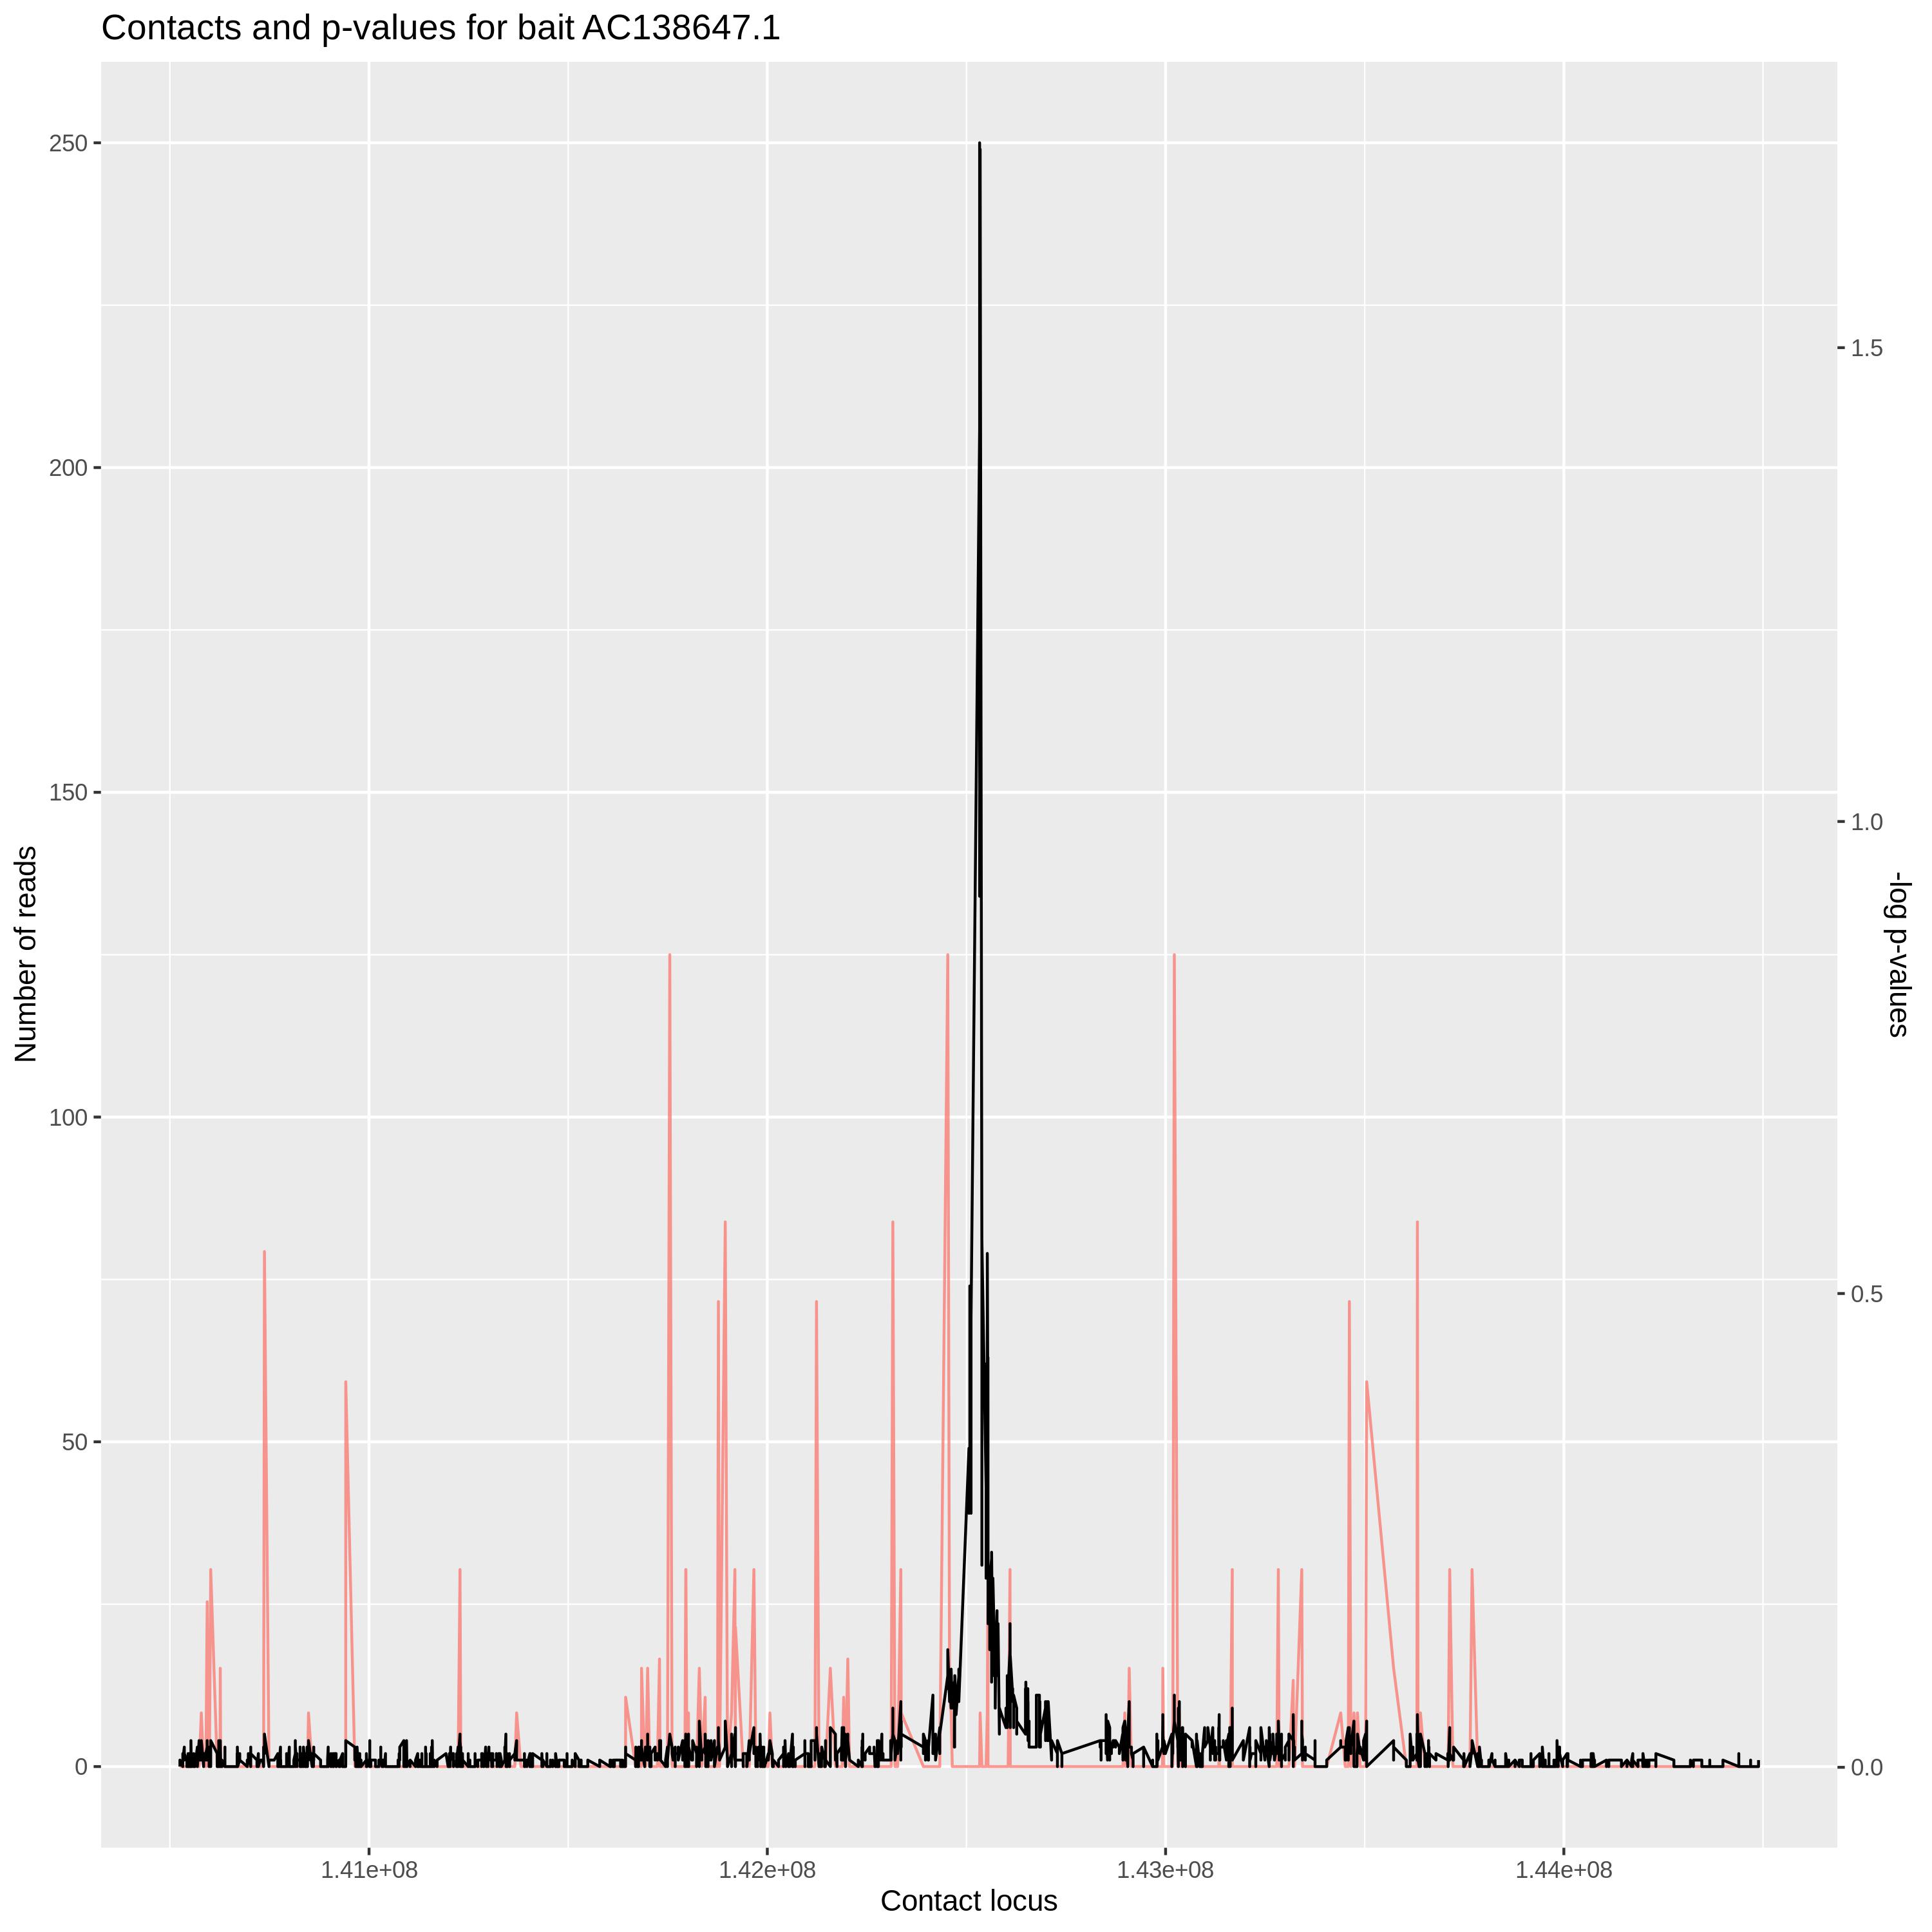 Contacts and p-values for bait AC138647.1
250
200
150
100
50
0
Number of reads
1.5
1.0
0.5
0.0
-log p-values
1.41e+08
1.42e+08
1.43e+08
1.44e+08
Contact locus